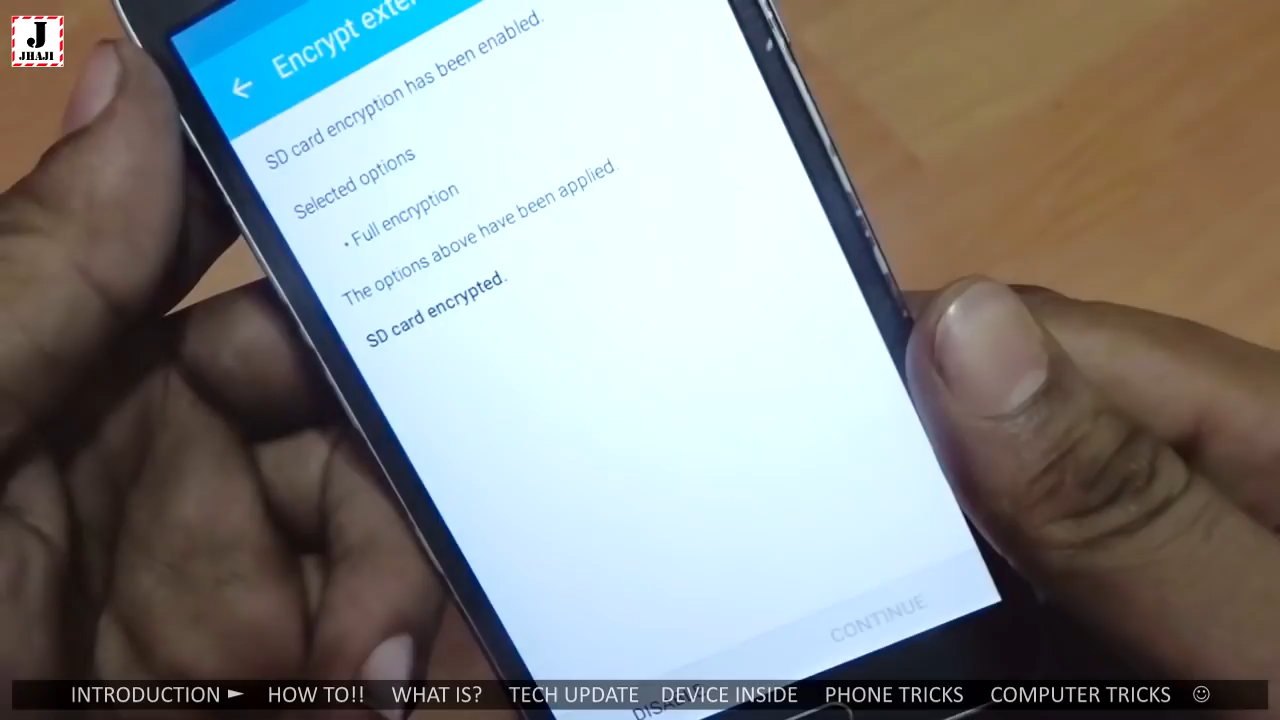 J
JHAJI
Encrypt
SD card encryption has been enabled.
Selected options
• Full encryption
The options above have been applied.
SD card encrypted.
CONTINUE
INTRODUCTION ► HOW TO!! WHAT IS? TECH UPDATE DEVICE INSIDE PHONE TRICKS COMPUTER TRICKS ☺